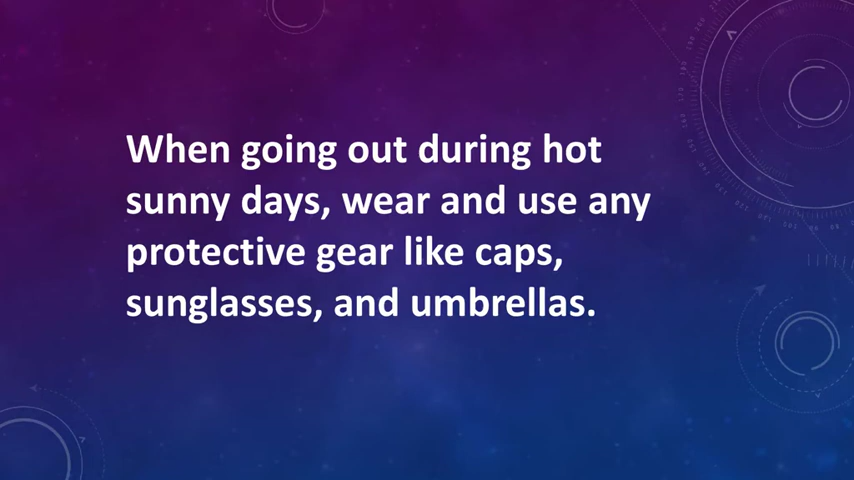 When going out during hot
sunny days, wear and use any
protective gear like caps,
sunglasses, and umbrellas.